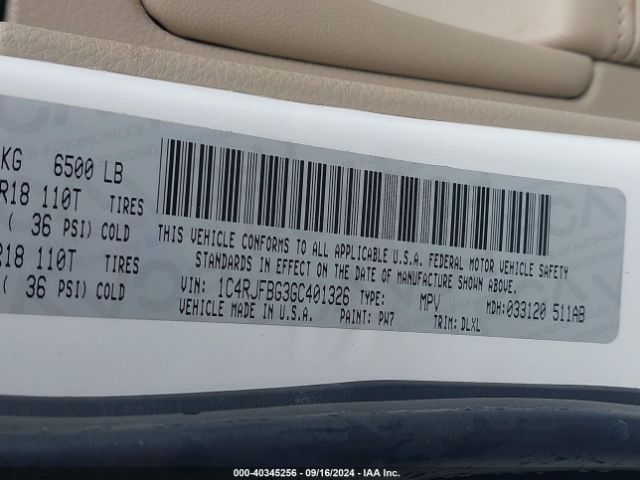 KG 6500 LB
R18 110T TIRES
( 36 PSI) COLD
R18 110T TIRES
( 36 PSI) COLD
THIS VEHICLE CONFORMS TO ALL APPLICABLE U.S.A. FEDERAL MOTOR VEHICLE SAFETY
STANDARDS IN EFFECT ON THE DATE OF MANUFACTURE SHOWN ABOVE.
VIN: 1C4RJFBG3GC401326 TYPE: MPV MDH: 033120 511AB
VEHICLE MADE IN U.S.A. PAINT: PW7 TRIM: DLXL
000-40345256 - 09/16/2024 - IAA Inc.